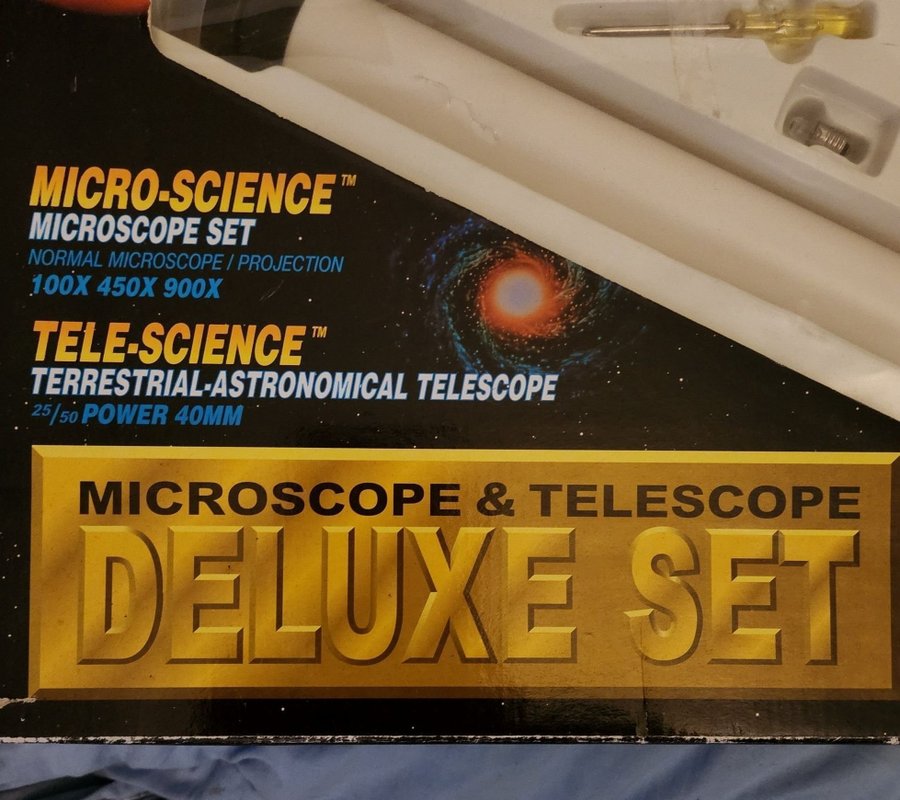 MICRO-SCIENCE™
MICROSCOPE SET
NORMAL MICROSCOPE / PROJECTION
100X 450X 900X
TELE-SCIENCE™
TERRESTRIAL-ASTRONOMICAL TELESCOPE
25/50 POWER 40MM
MICROSCOPE & TELESCOPE
DELUXE SET